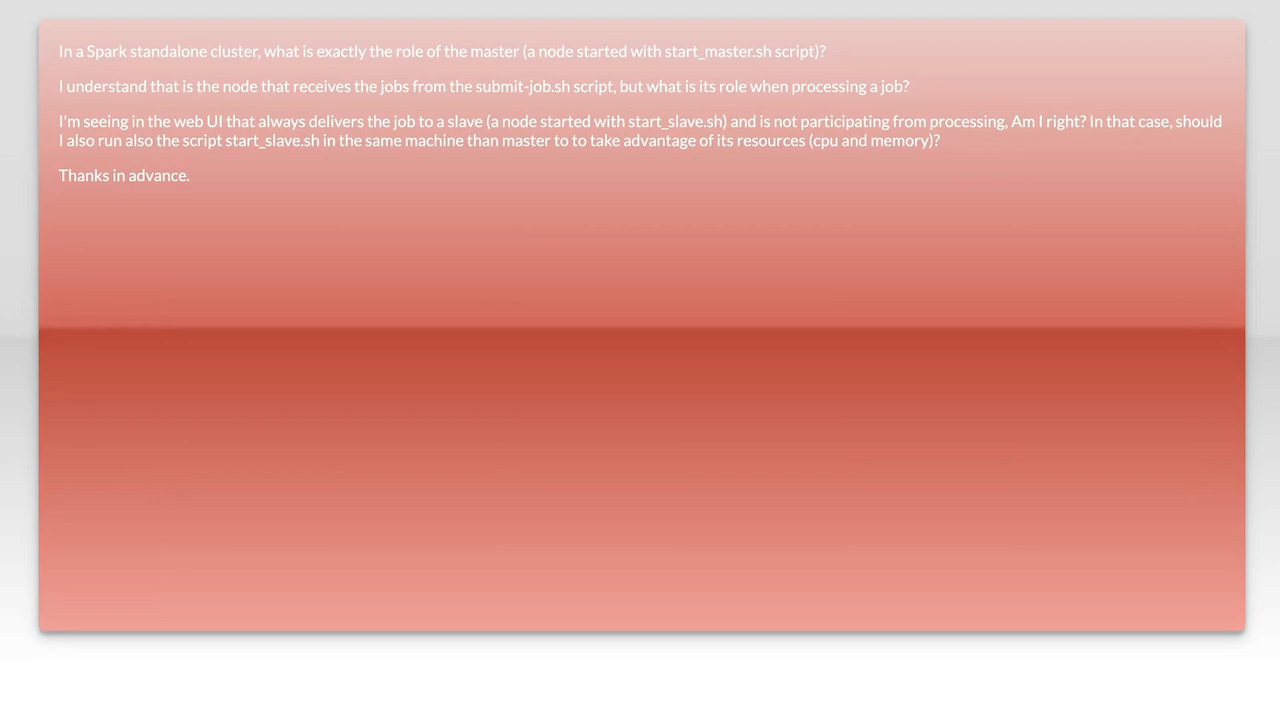 In a Spark standalone cluster, what is exactly the role of the master (a node started with start_master.sh script)?
I understand that is the node that receives the jobs from the submit-job.sh script, but what is its role when processing a job?
I'm seeing in the web UI that always delivers the job to a slave (a node started with start_slave.sh) and is not participating from processing, Am I right? In that case, should
I also run also the script start_slave.sh in the same machine than master to to take advantage of its resources (cpu and memory)?
Thanks in advance.